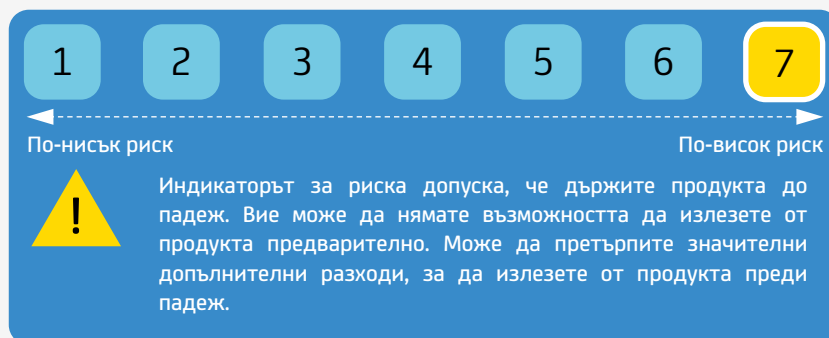 1 2 3 4 5 6 7
По-нисък риск По-висок риск
!
Индикаторът за риска допуска, че държите продукта до
падеж. Вие може да нямате възможността да излезете от
продукта предварително. Може да претърпите значителни
допълнителни разходи, за да излезете от продукта преди
падеж.